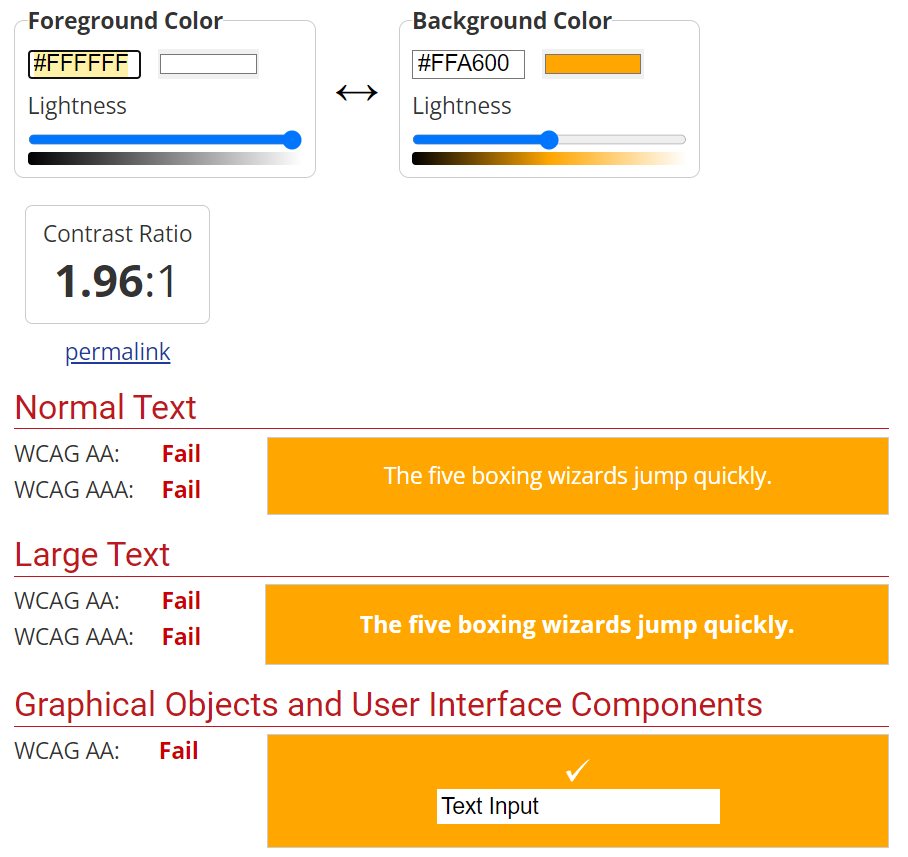 Foreground Color
#FFFFFF
Lightness
Background Color
#FFA600
Lightness
Contrast Ratio
1.96:1
permalink
Normal Text
WCAG AA: Fail
WCAG AAA: Fail
The five boxing wizards jump quickly.
Large Text
WCAG AA: Fail
WCAG AAA: Fail
The five boxing wizards jump quickly.
Graphical Objects and User Interface Components
WCAG AA: Fail
Text Input